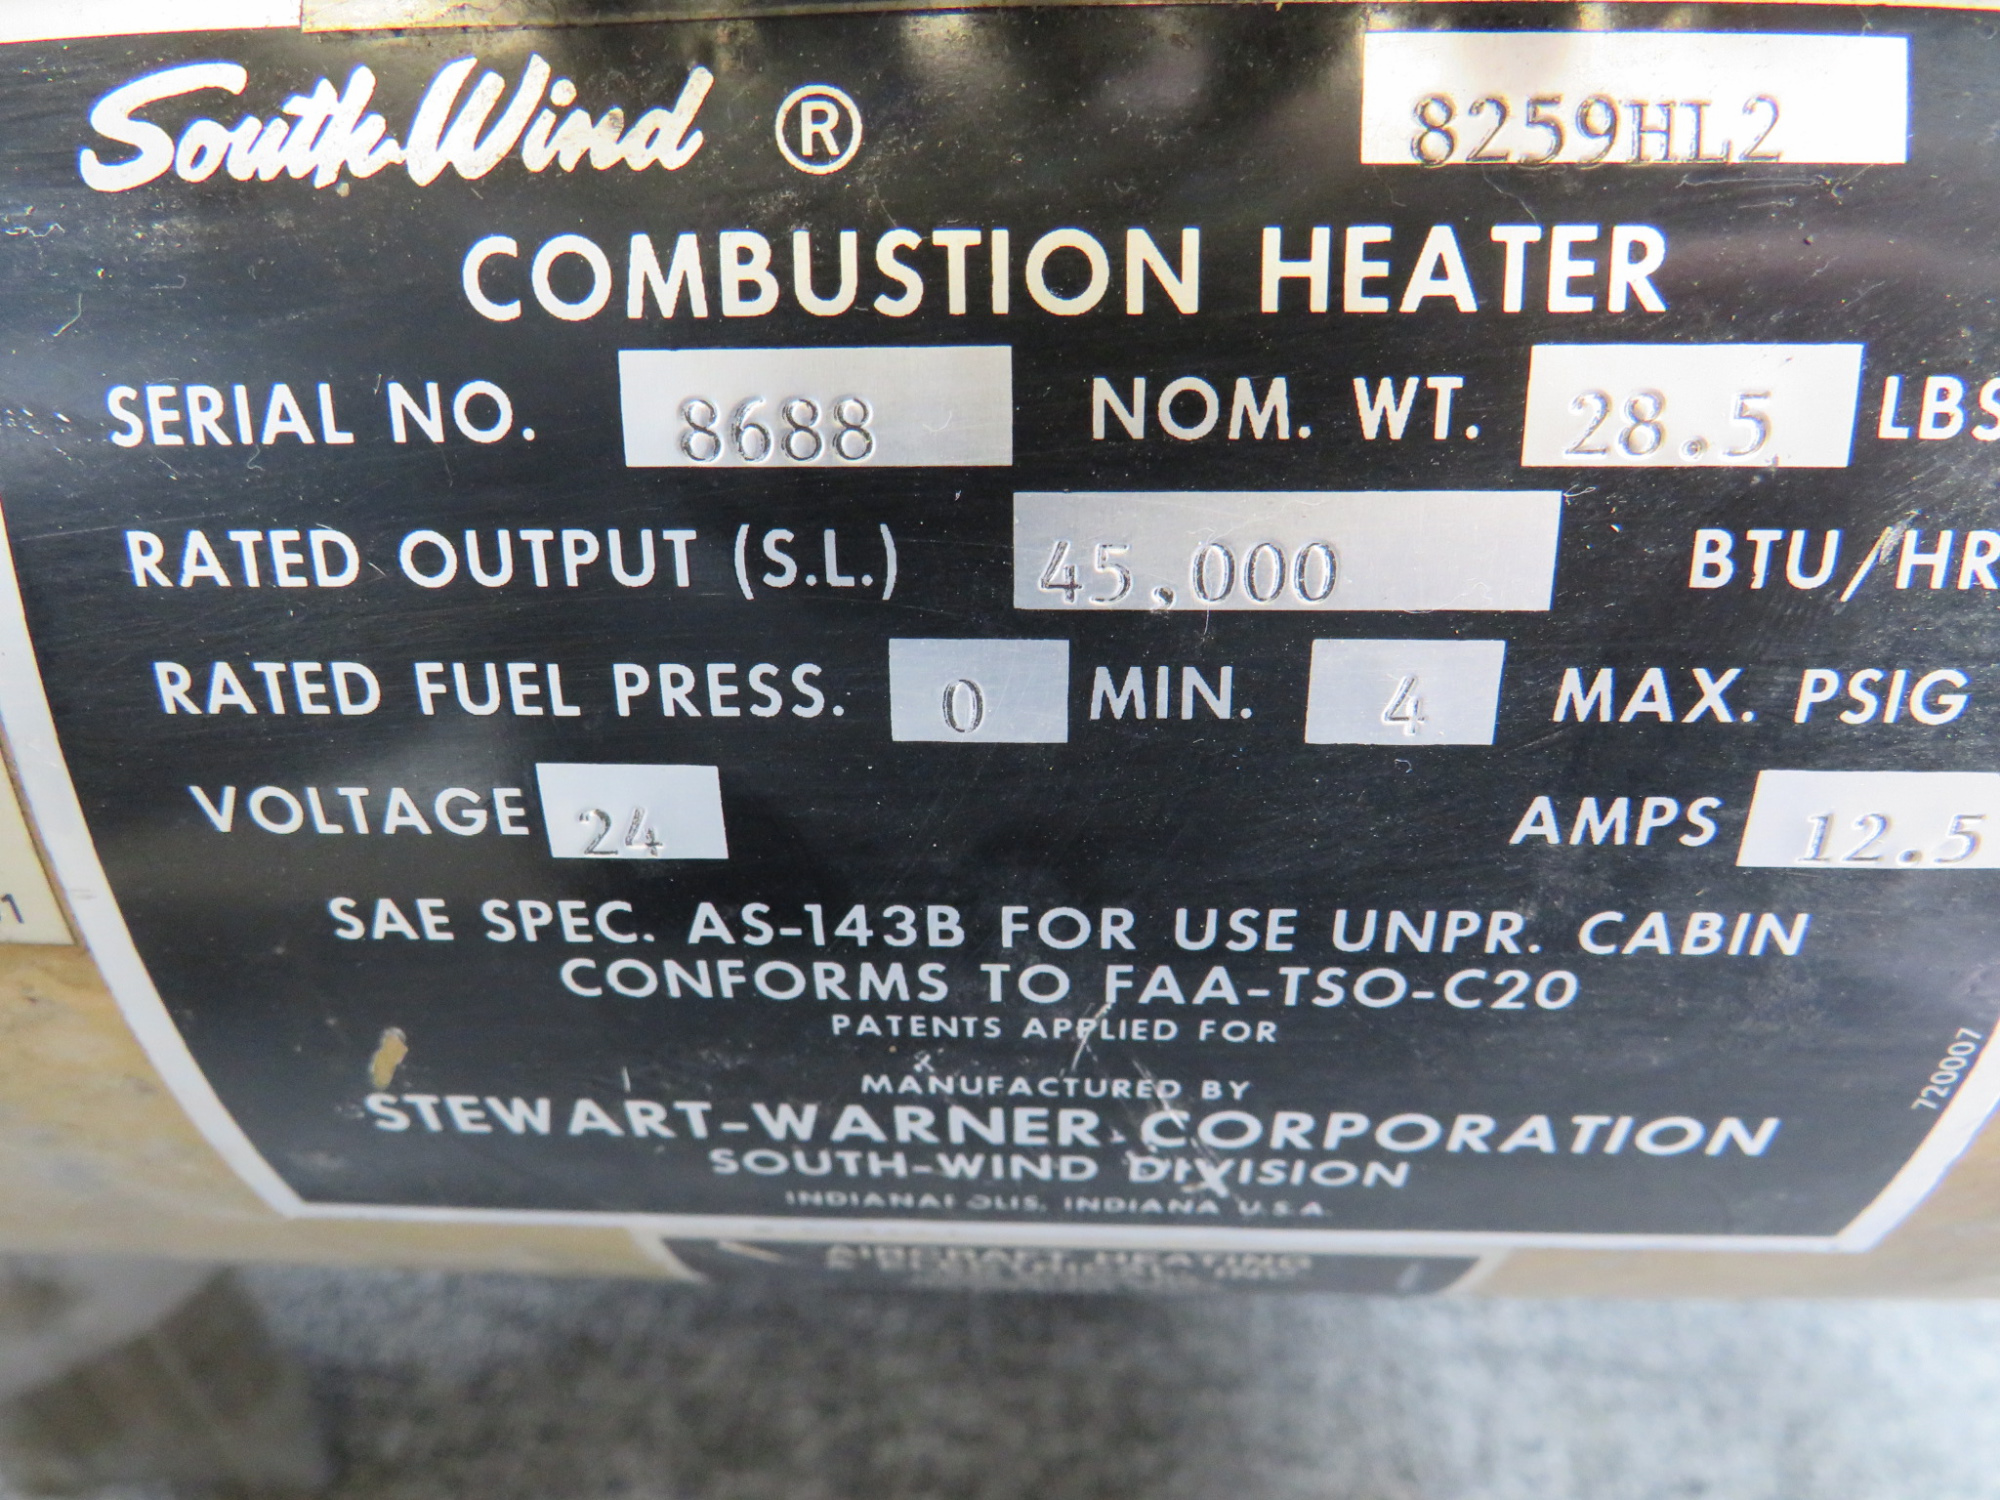 South Wind ® 8259HL2
COMBUSTION HEATER
SERIAL NO. 8688 NOM. WT. 28.5 LBS
RATED OUTPUT (S.L.) 45,000 BTU/HR
RATED FUEL PRESS. 0 MIN. 4 MAX. PSIG
VOLTAGE 24 AMPS 12.5
SAE SPEC. AS-143B FOR USE UNPR. CABIN
CONFORMS TO FAA-TSO-C20
PATENTS APPLIED FOR
720007
MANUFACTURED BY
STEWART-WARNER CORPORATION
SOUTH-WIND DIVISION
INDIANAPOLIS, INDIANA U.S.A.
AIRCRAFT HEATING